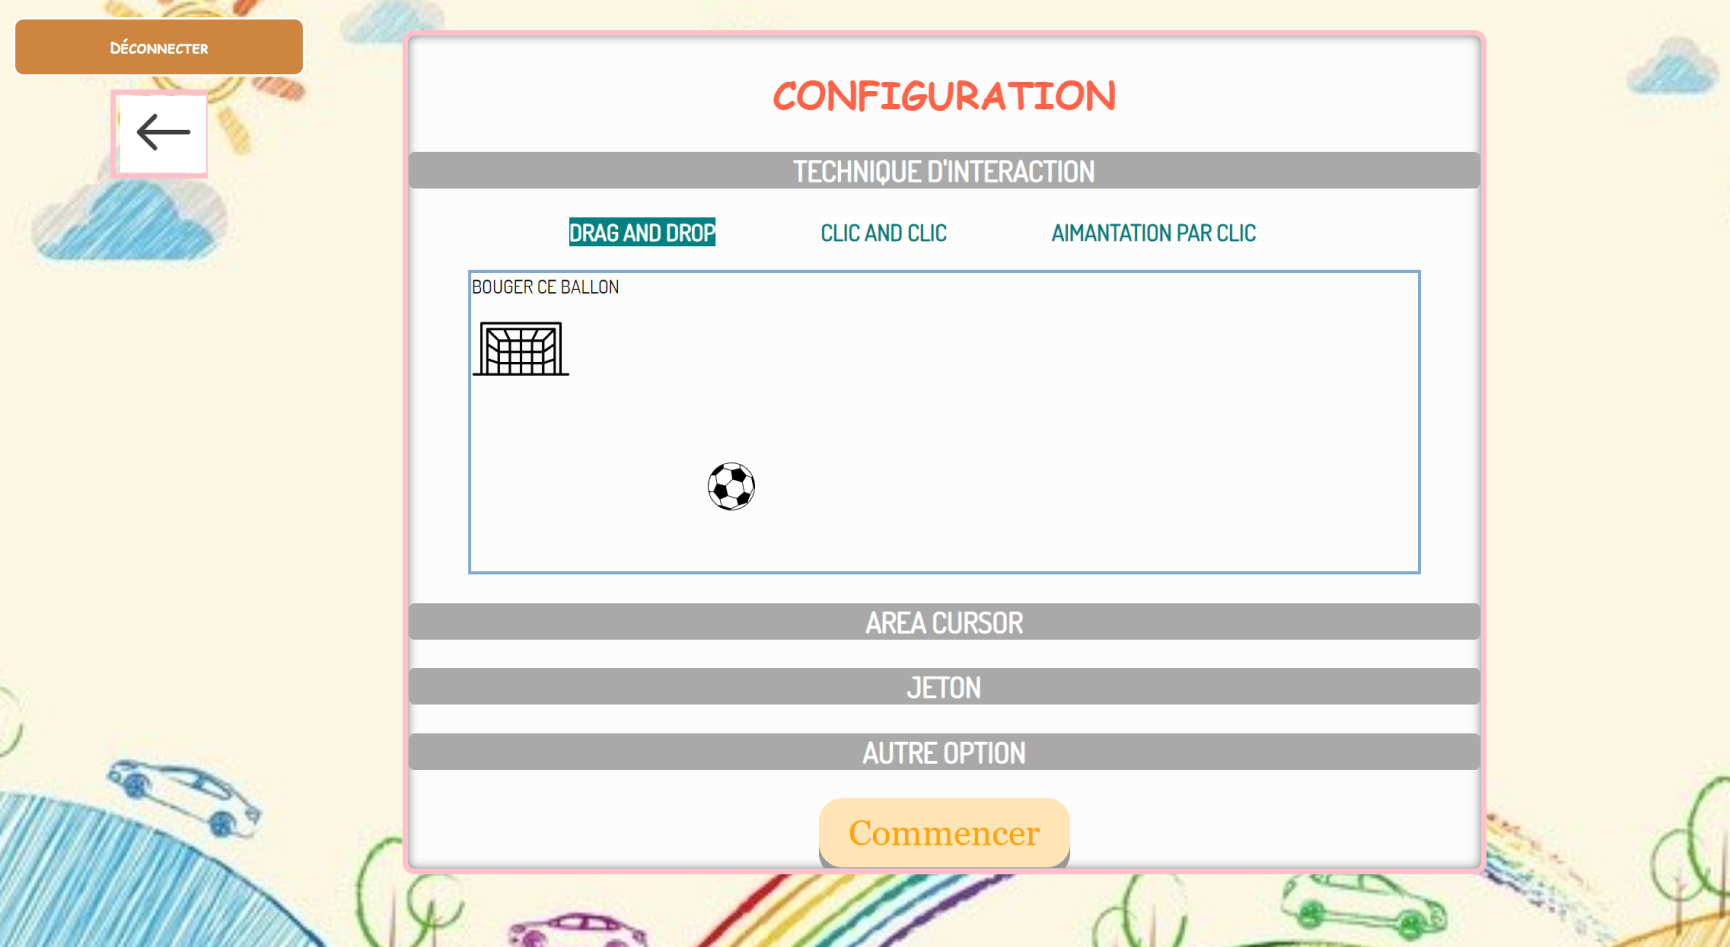 Déconnecter
CONFIGURATION
TECHNIQUE D'INTERACTION
DRAG AND DROP
CLIC AND CLIC
AIMANTATION PAR CLIC
BOUGER CE BALLON
AREA CURSOR
JETON
AUTRE OPTION
Commencer